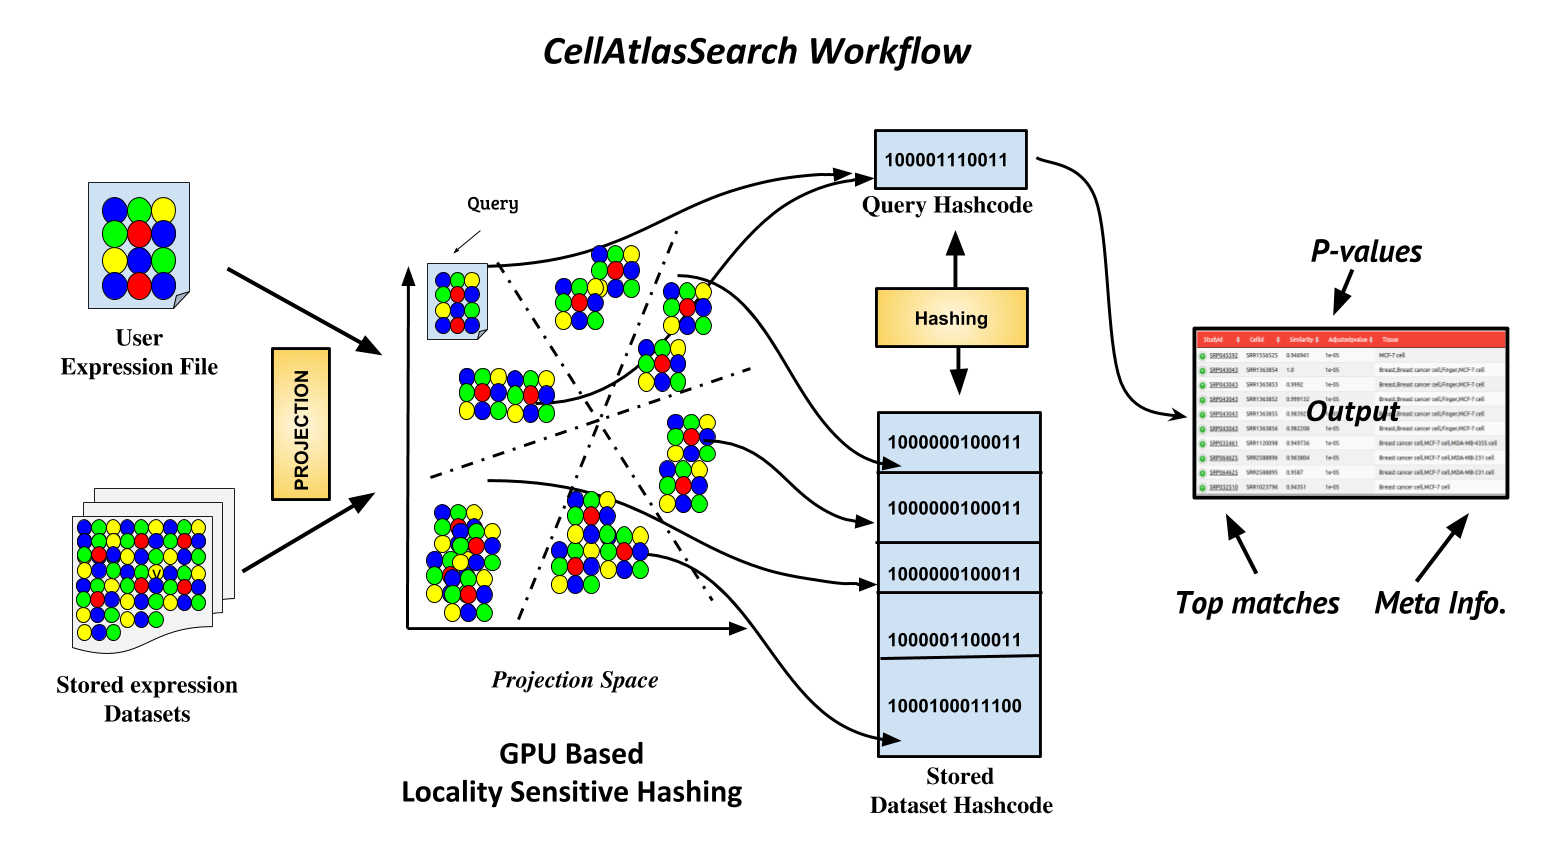 CellAtlasSearch Workflow
User
Expression File
PROJECTION
Stored expression
Datasets
V
Query
Projection Space
GPU Based
Locality Sensitive Hashing
100001110011
Query Hashcode
Hashing
1000000100011
1000000100011
1000000100011
1000001100011
1000100011100
Stored
Dataset Hashcode
P-values
StudyId CellId Similarity Adjustedpvalue Tissue
SRP045592 SRR1556525 0.946941 1e-05 MCF-7 cell
SRP043043 SRR1363854 1.0 1e-05 Breast,Breast cancer cell,Finger,MCF-7 cell
SRP043043 SRR1363853 0.9992 1e-05 Breast,Breast cancer cell,Finger,MCF-7 cell
SRP043043 SRR1363852 0.999132 1e-05 Breast,Breast cancer cell,Finger,MCF-7 cell
SRP043043 SRR1363855 Breast cancer cell,Finger,MCF-7 cell
Output
SRP043043 SRR1363856 0.982208 1e-05 Breast,Breast cancer cell,Finger,MCF-7 cell
SRP035461 SRR1120098 0.949736 1e-05 Breast cancer cell,MCF-7 cell,MDA-MB-435S cell
SRP064625 SRR2588896 0.963804 1e-05 Breast cancer cell,MCF-7 cell,MDA-MB-231 cell
SRP064625 SRR2588895 0.9587 1e-05 Breast cancer cell,MCF-7 cell,MDA-MB-231 cell
SRP032510 SRR1023796 0.94351 1e-05 Breast cancer cell,MCF-7 cell
Top matches
Meta Info.